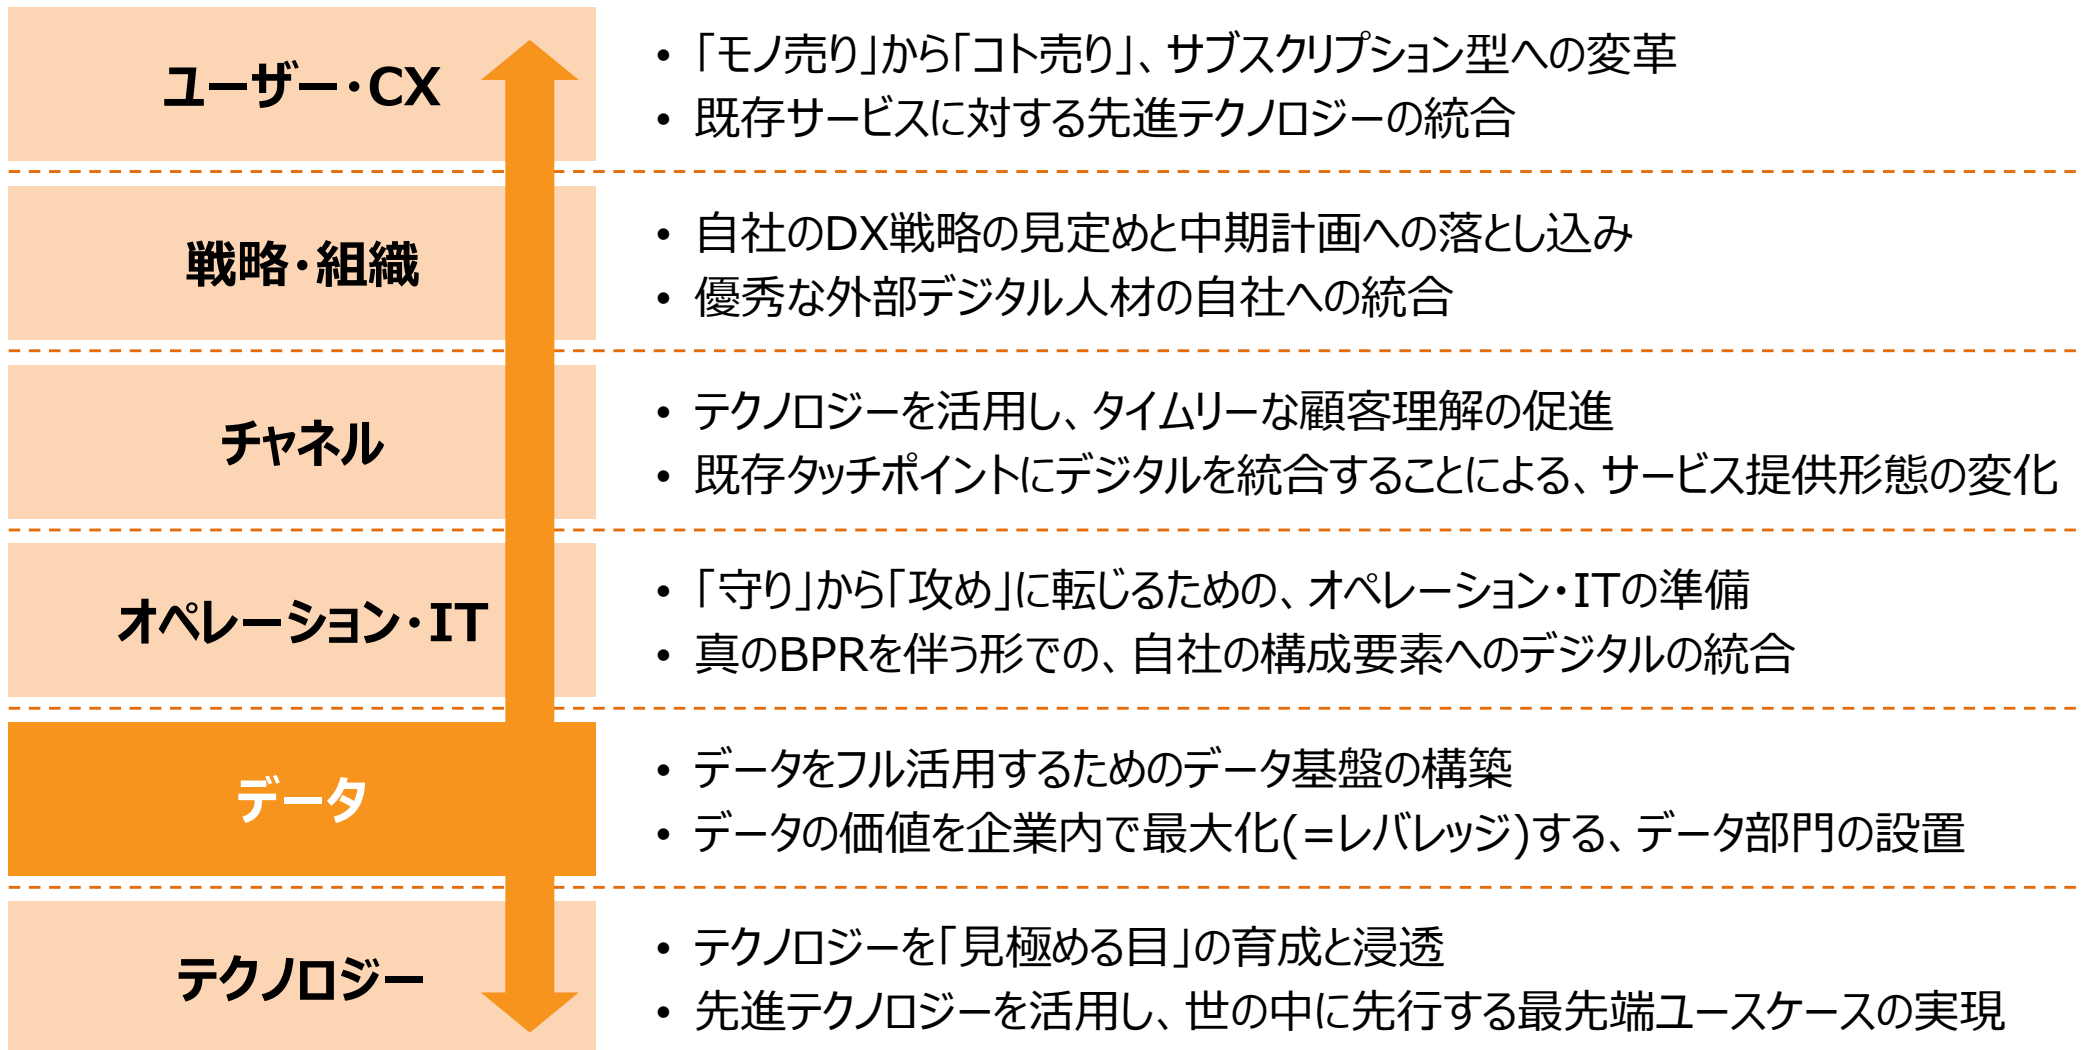 ユーザー・CX
• 「モノ売り」から「コト売り」、サブスクリプション型への変革
• 既存サービスに対する先進テクノロジーの統合
戦略・組織
• 自社のDX戦略の見定めと中期計画への落とし込み
• 優秀な外部デジタル人材の自社への統合
チャネル
• テクノロジーを活用し、タイムリーな顧客理解の促進
• 既存タッチポイントにデジタルを統合することによる、サービス提供形態の変化
オペレーション・IT
• 「守り」から「攻め」に転じるための、オペレーション・ITの準備
• 真のBPRを伴う形での、自社の構成要素へのデジタルの統合
データ
• データをフル活用するためのデータ基盤の構築
• データの価値を企業内で最大化(=レバレッジ)する、データ部門の設置
テクノロジー
• テクノロジーを「見極める目」の育成と浸透
• 先進テクノロジーを活用し、世の中に先行する最先端ユースケースの実現